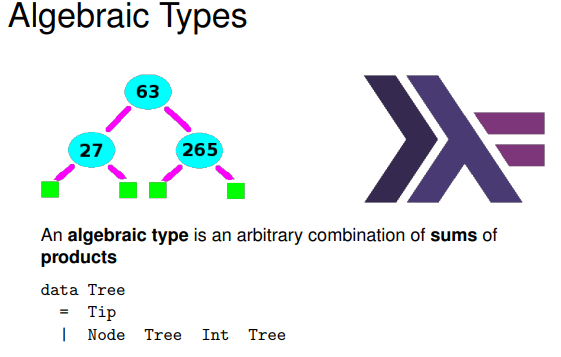 Algebraic Types
63
27
265
An algebraic type is an arbitrary combination of sums of
products
data Tree
= Tip
| Node Tree Int Tree